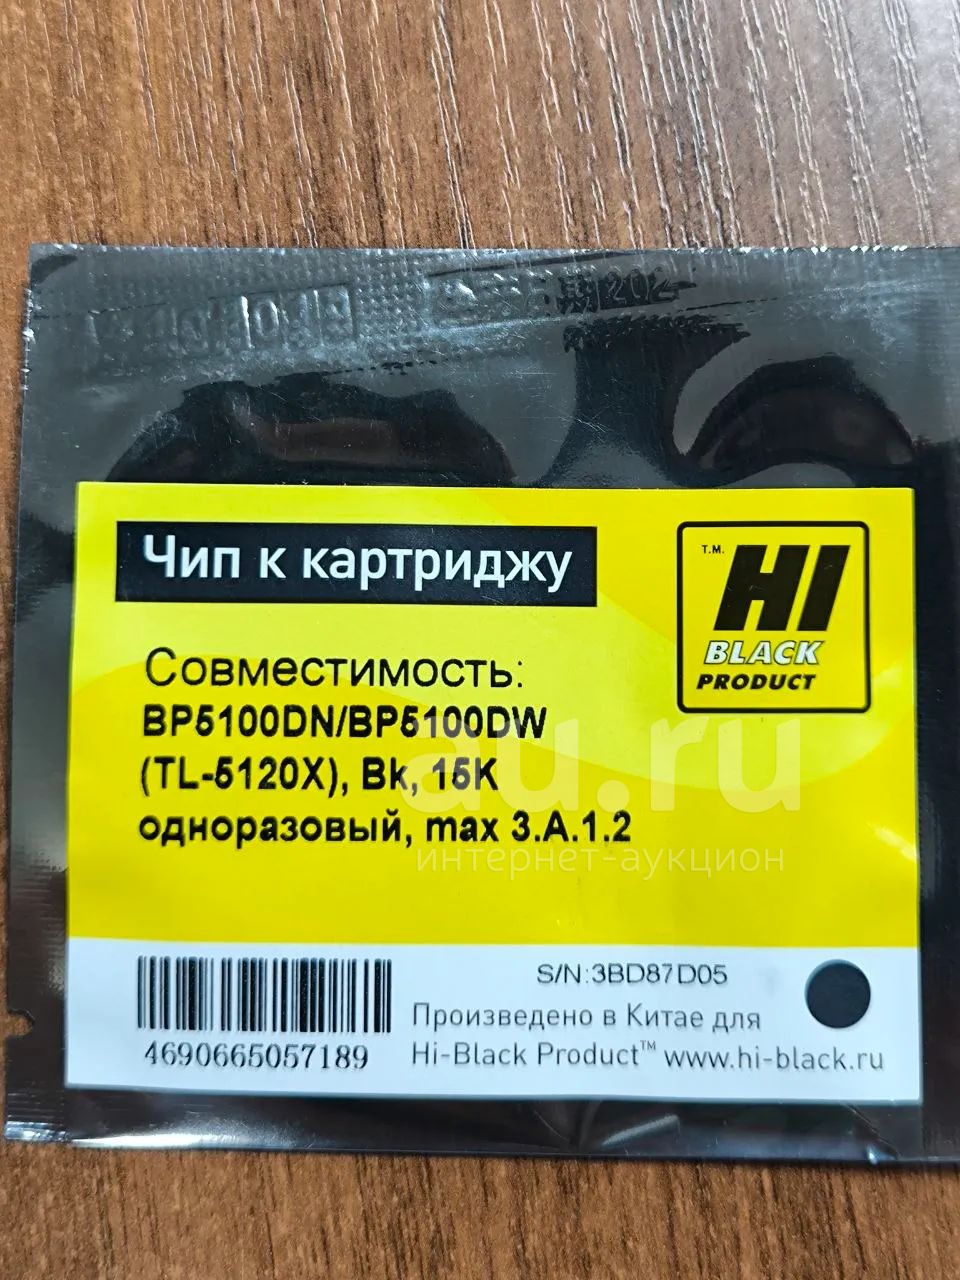 Чип к картриджу
T.M.
HI
BLACK
PRODUCT
Совместимость:
BP5100DN/BP5100DW
(TL-5120X), Bk, 15K
одноразовый, max 3.A.1.2
au.ru
интернет-аукцион
S/N:3BD87D05
Произведено в Китае для
Hi-Black Product™ www.hi-black.ru
4690665057189